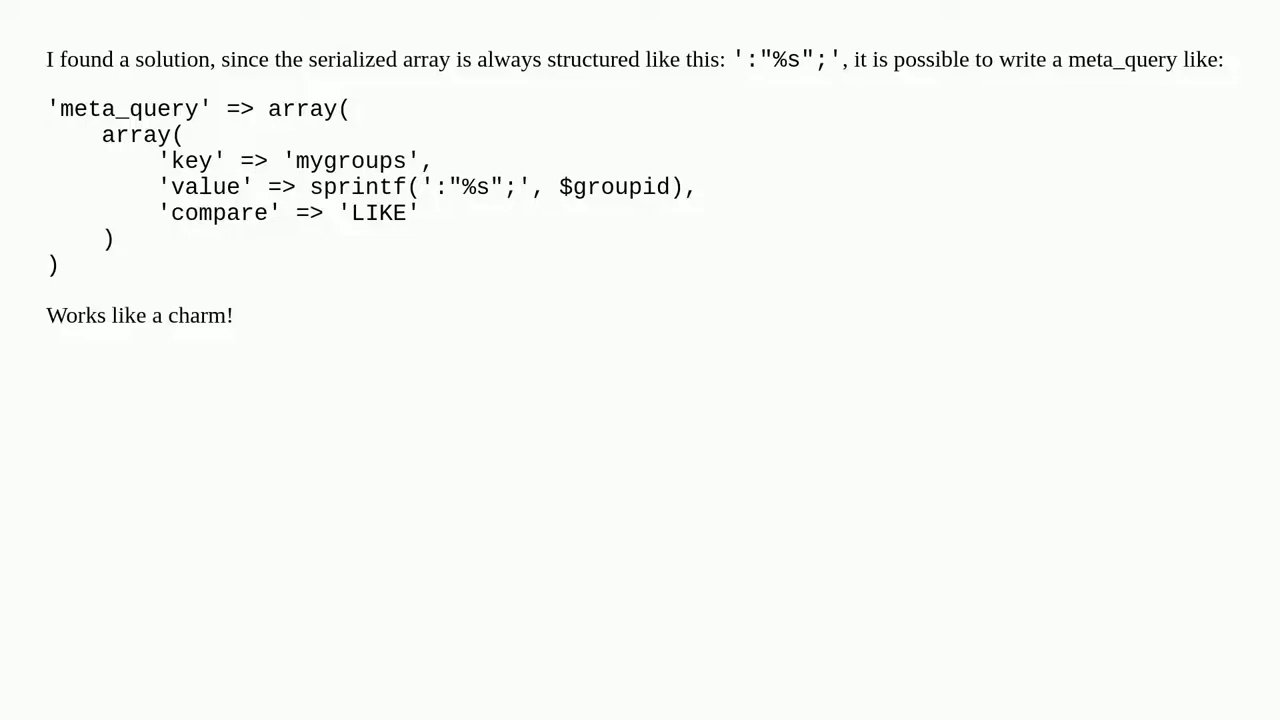 I found a solution, since the serialized array is always structured like this: ':"%s";', it is possible to write a meta_query like:
'meta_query' => array(
    array(
        'key' => 'mygroups',
        'value' => sprintf(':"%s";', $groupid),
        'compare' => 'LIKE'
    )
)
Works like a charm!